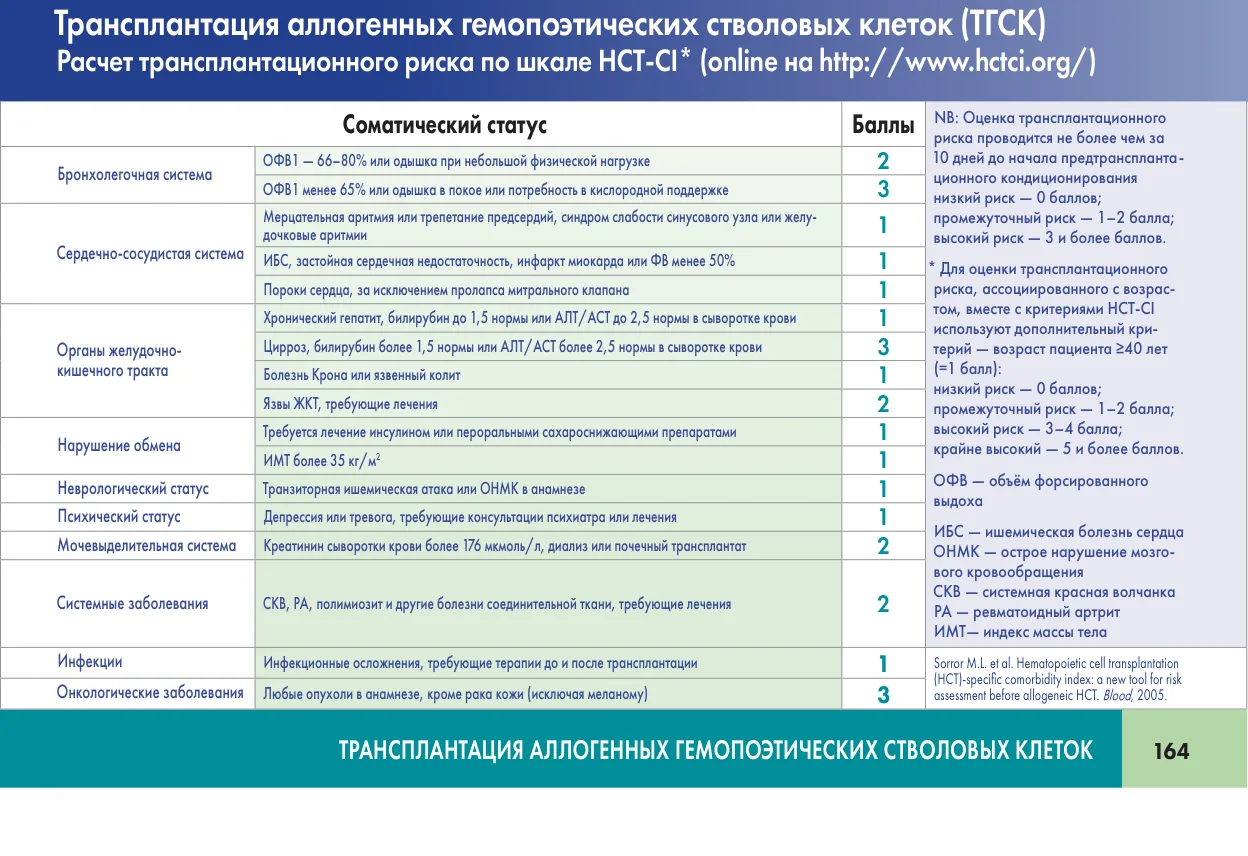 Трансплантация аллогенных гемопоэтических стволовых клеток (ТГСК)
Расчет трансплантационного риска по шкале HCT-CI* (online на http://www.hctci.org/)
Соматический статус
Баллы
Бронхолегочная система
ОФВ1 — 66–80% или одышка при небольшой физической нагрузке
2
ОФВ1 менее 65% или одышка в покое или потребность в кислородной поддержке
3
Сердечно-сосудистая система
Мерцательная аритмия или трепетание предсердий, синдром слабости синусового узла или желу-
дочковые аритмии
1
ИБС, застойная сердечная недостаточность, инфаркт миокарда или ФВ менее 50%
1
Пороки сердца, за исключением пролапса митрального клапана
1
Органы желудочно-
кишечного тракта
Хронический гепатит, билирубин до 1,5 нормы или АЛТ/АСТ до 2,5 нормы в сыворотке крови
1
Цирроз, билирубин более 1,5 нормы или АЛТ/АСТ более 2,5 нормы в сыворотке крови
3
Болезнь Крона или язвенный колит
1
Язвы ЖКТ, требующие лечения
2
Нарушение обмена
Требуется лечение инсулином или пероральными сахароснижающими препаратами
1
ИМТ более 35 кг/м²
1
Неврологический статус
Транзиторная ишемическая атака или ОНМК в анамнезе
1
Психический статус
Депрессия или тревога, требующие консультации психиатра или лечения
1
Мочевыделительная система
Креатинин сыворотки крови более 176 мкмоль/л, диализ или почечный трансплантат
2
Системные заболевания
СКВ, РА, полимиозит и другие болезни соединительной ткани, требующие лечения
2
Инфекции
Инфекционные осложнения, требующие терапии до и после трансплантации
1
Онкологические заболевания
Любые опухоли в анамнезе, кроме рака кожи (исключая меланому)
3
NB: Оценка трансплантационного
риска проводится не более чем за
10 дней до начала предтранспланта-
ционного кондиционирования
низкий риск — 0 баллов;
промежуточный риск — 1–2 балла;
высокий риск — 3 и более баллов.
* Для оценки трансплантационного
риска, ассоциированного с возрас-
том, вместе с критериями HCT-CI
используют дополнительный кри-
терий — возраст пациента ≥40 лет
(=1 балл):
низкий риск — 0 баллов;
промежуточный риск — 1–2 балла;
высокий риск — 3–4 балла;
крайне высокий — 5 и более баллов.
ОФВ — объём форсированного
выдоха
ИБС — ишемическая болезнь сердца
ОНМК — острое нарушение мозго-
вого кровообращения
СКВ — системная красная волчанка
РА — ревматоидный артрит
ИМТ— индекс массы тела
Sorror M.L. et al. Hematopoietic cell transplantation
(HCT)-specific comorbidity index: a new tool for risk
assessment before allogeneic HCT. Blood, 2005.
ТРАНСПЛАНТАЦИЯ АЛЛОГЕННЫХ ГЕМОПОЭТИЧЕСКИХ СТВОЛОВЫХ КЛЕТОК
164